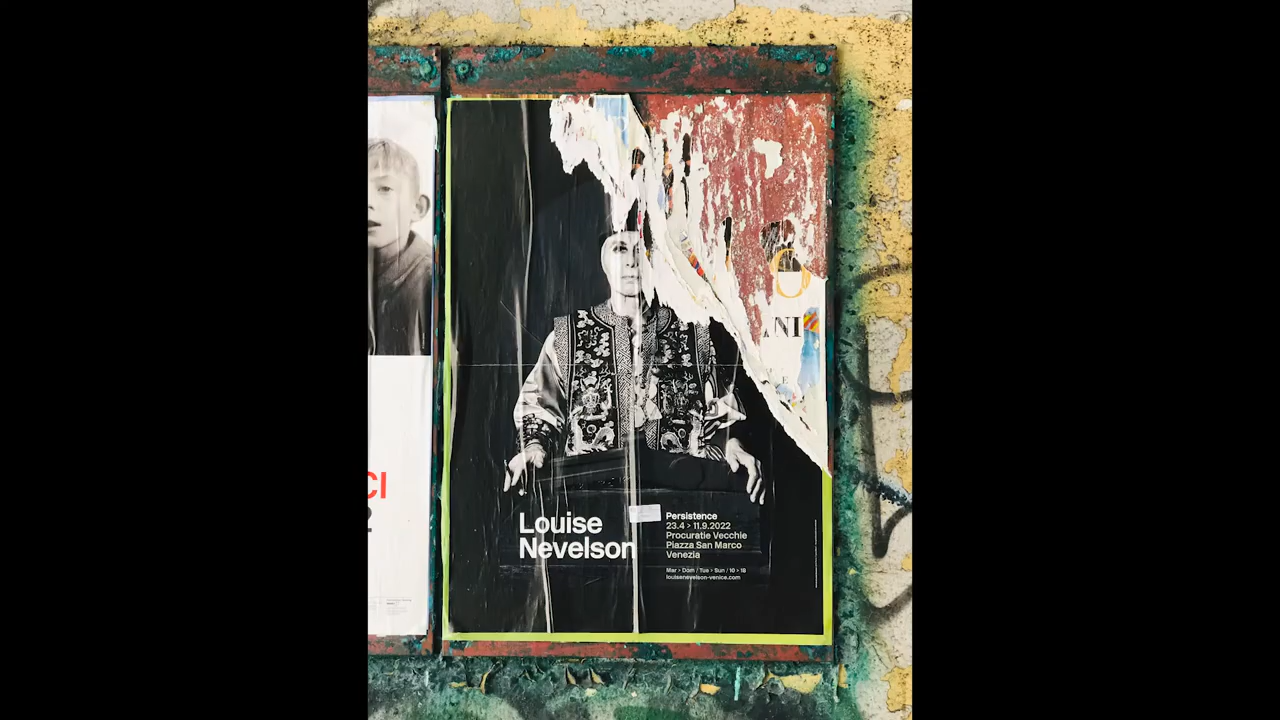 CI
Louise
Nevelson
Persistence
23.4 > 11.9.2022
Procuratie Vecchie
Piazza San Marco
Venezia
Mar > Dom / Tue > Sun / 10 > 18
louisenevelson-venice.com
O
NI
E